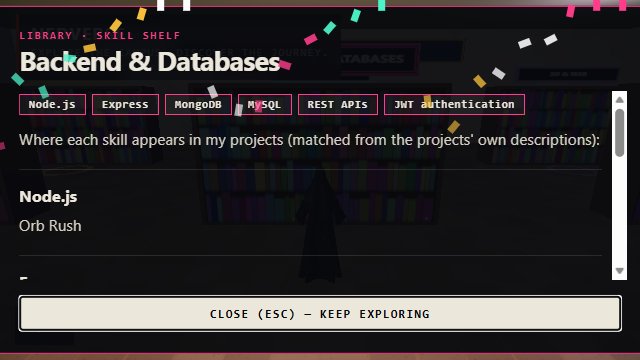 LIBRARY · SKILL SHELF
Backend & Databases
Node.js Express MongoDB MySQL REST APIs JWT authentication
Where each skill appears in my projects (matched from the projects' own descriptions):
Node.js
Orb Rush
CLOSE (ESC) — KEEP EXPLORING